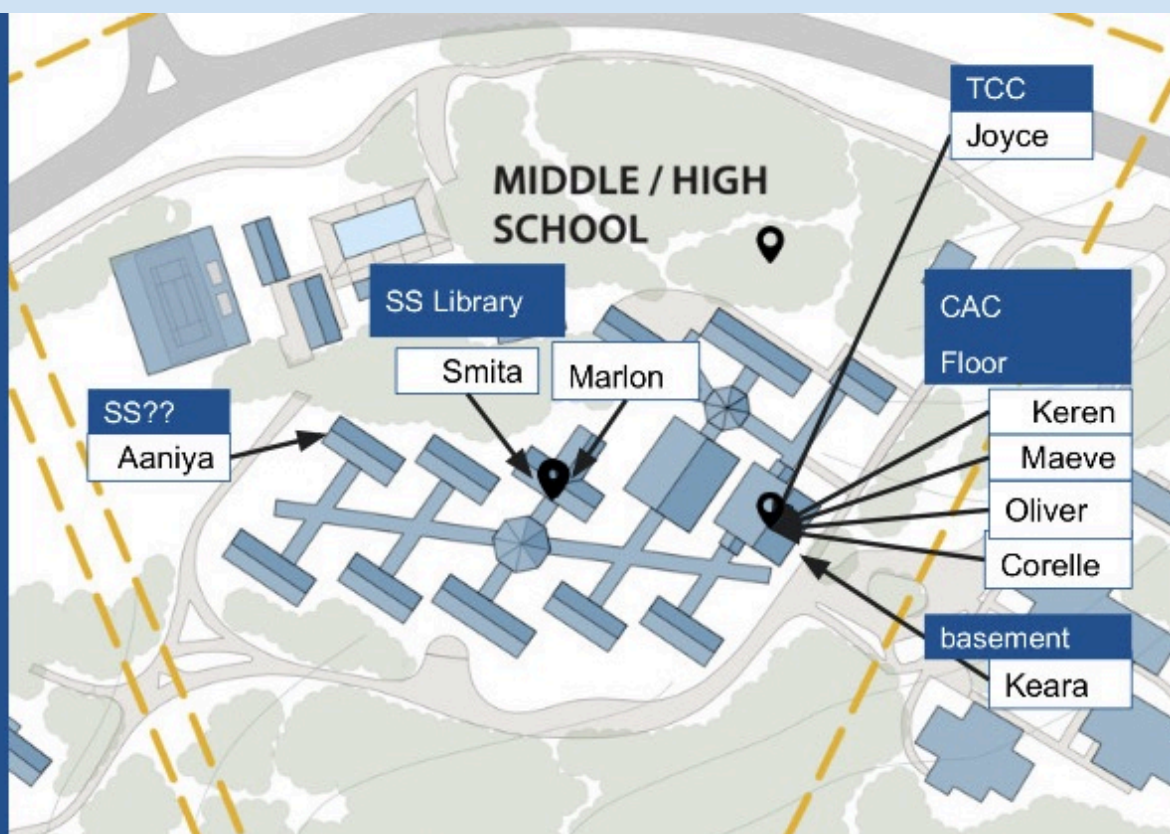 TCC
Joyce
MIDDLE / HIGH
SCHOOL
SS Library
Smita
Marlon
CAC
Floor
SS??
Aaniya
Keren
Maeve
Oliver
Corelle
basement
Keara